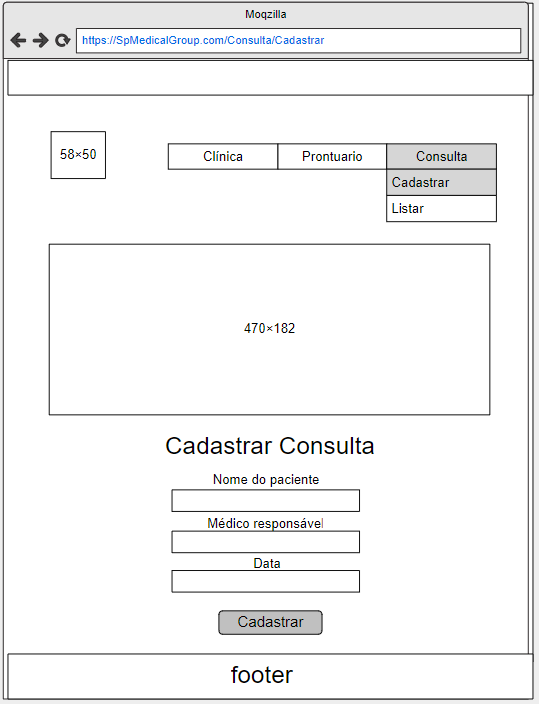 Moqzilla
https://SpMedicalGroup.com/Consulta/Cadastrar
58×50
Clínica Prontuario Consulta
Cadastrar
Listar
470×182
Cadastrar Consulta
Nome do paciente
Médico responsável
Data
Cadastrar
footer